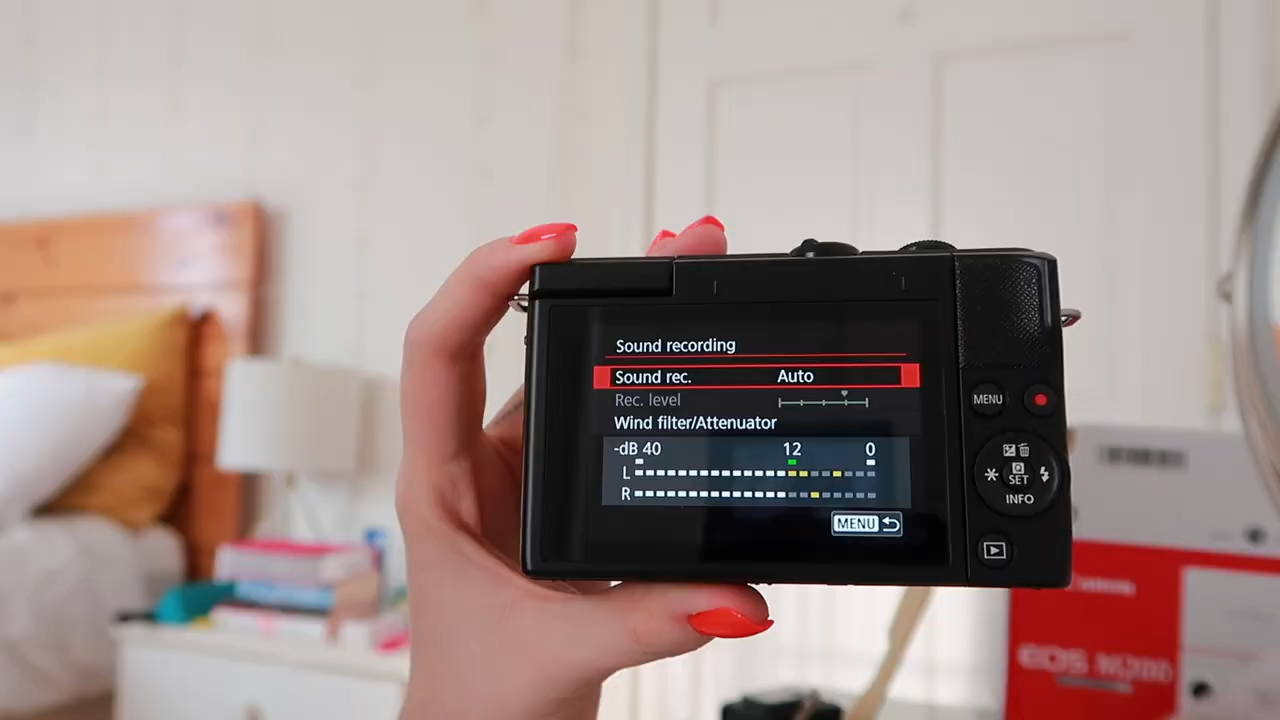 Sound recording
Sound rec. Auto
Rec. level
Wind filter/Attenuator
-dB 40 12 0
L
R
MENU
MENU
SET
INFO
EOS M200